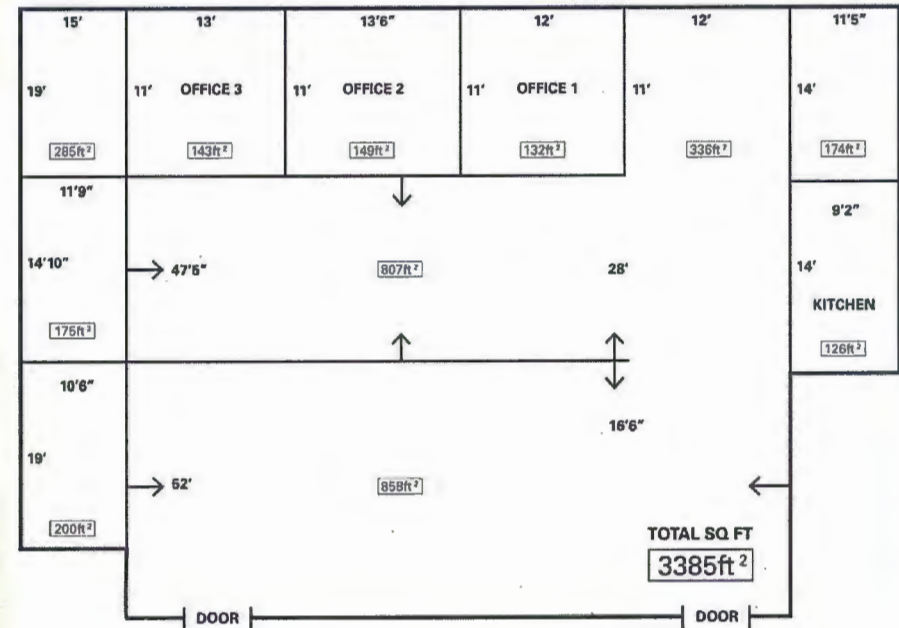 15' 13' 13'6" 12' 12' 11'5"
19' 11' OFFICE 3 11' OFFICE 2 11' OFFICE 1 11' 14'
285ft² 143ft² 149ft² 132ft² 336ft² 174ft²
11'9" 9'2"
14'10" 47'5" 807ft² 28' 14'
KITCHEN
175ft² 126ft²
10'6"
16'6"
19' 52' 858ft²
200ft²
TOTAL SQ FT
3385ft²
DOOR DOOR